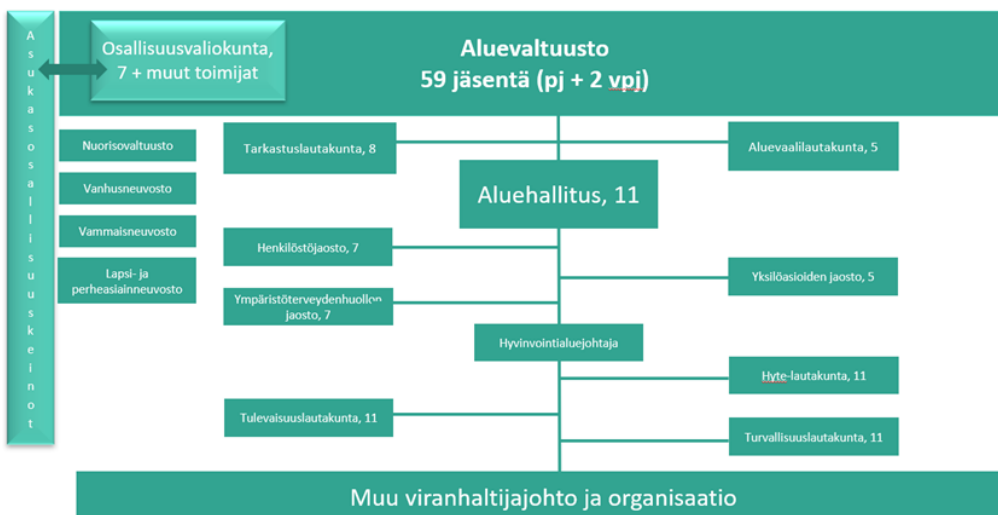 Asukasosallisuuskeinot
Osallisuusvaliokunta,
7 + muut toimijat
Aluevaltuusto
59 jäsentä (pj + 2 vpj)
Nuorisovaltuusto
Vanhusneuvosto
Vammaisneuvosto
Lapsi- ja
perheasiainneuvosto
Tarkastuslautakunta, 8
Aluevaalilautakunta, 5
Aluehallitus, 11
Henkilöstöjaosto, 7
Yksilöasioiden jaosto, 5
Ympäristöterveydenhuollon
jaosto, 7
Hyvinvointialuejohtaja
Hyte-lautakunta, 11
Tulevaisuuslautakunta, 11
Turvallisuuslautakunta, 11
Muu viranhaltijajohto ja organisaatio